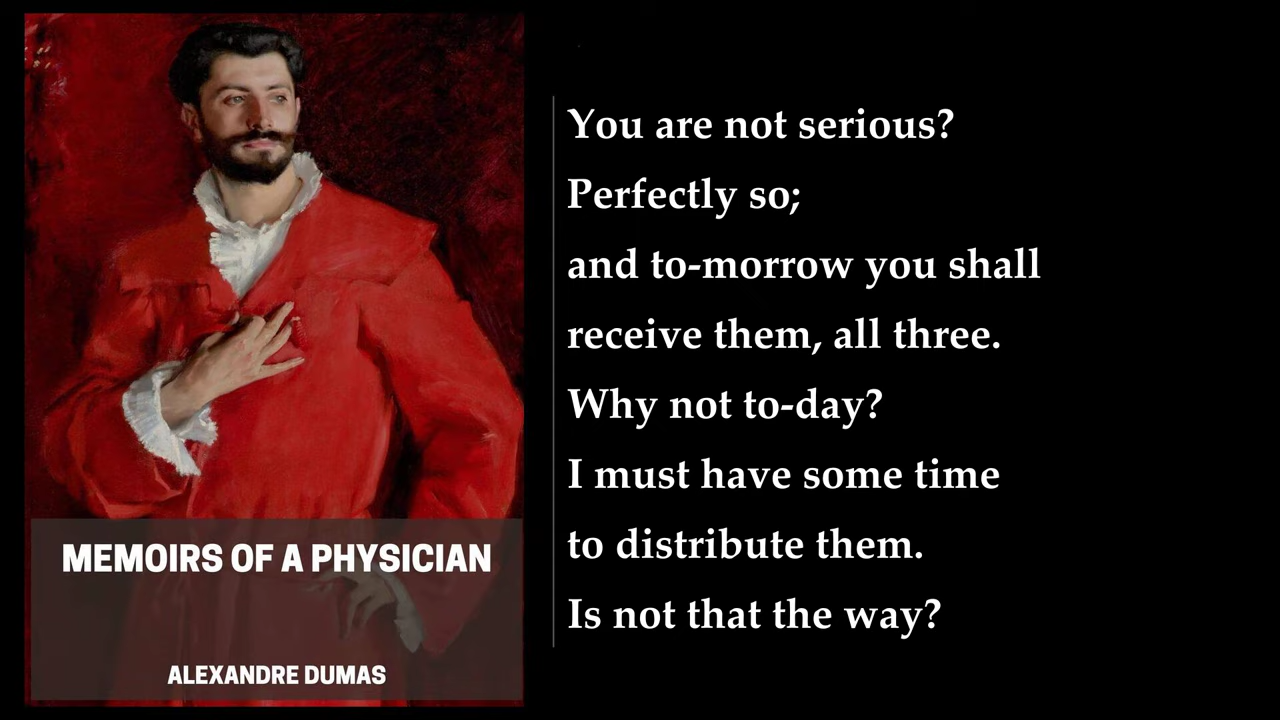 MEMOIRS OF A PHYSICIAN
ALEXANDRE DUMAS
You are not serious?
Perfectly so;
and to-morrow you shall
receive them, all three.
Why not to-day?
I must have some time
to distribute them.
Is not that the way?